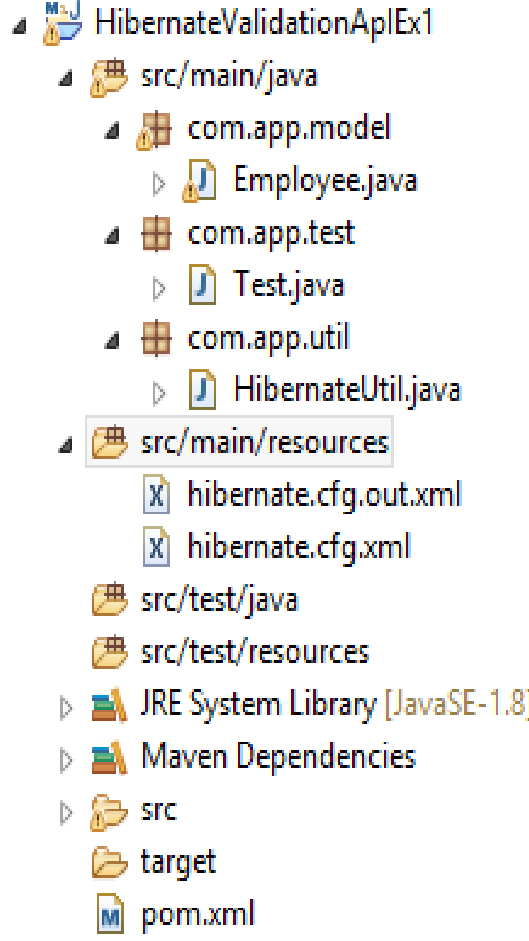 HibernateValidationApIEx1
src/main/java
com.app.model
Employee.java
com.app.test
Test.java
com.app.util
HibernateUtil.java
src/main/resources
hibernate.cfg.out.xml
hibernate.cfg.xml
src/test/java
src/test/resources
JRE System Library [JavaSE-1.8]
Maven Dependencies
src
target
pom.xml